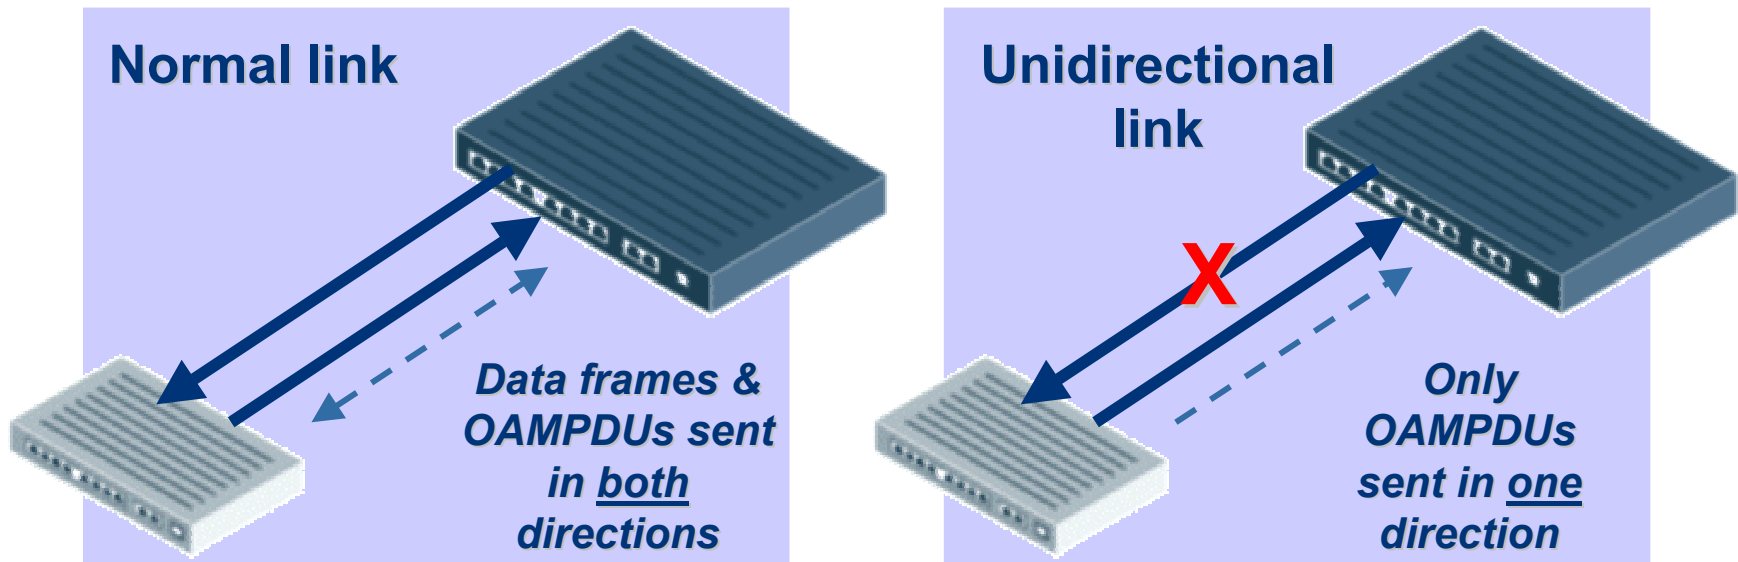 Normal link
Data frames &
OAMPDUs sent
in both
directions
Unidirectional
link
X
Only
OAMPDUs
sent in one
direction